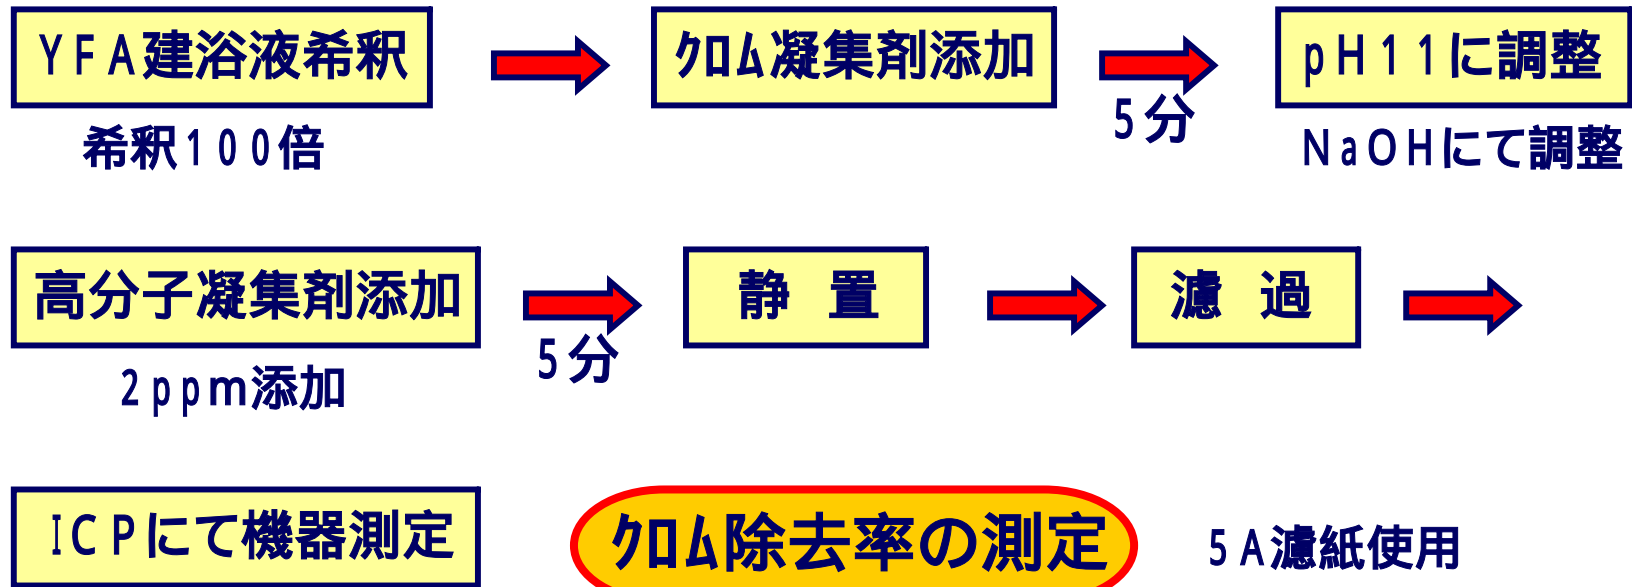 YFA建浴液希釈
ｸﾛﾑ凝集剤添加
pH11に調整
5分
希釈100倍
NaOHにて調整
高分子凝集剤添加
静 置
濾 過
5分
2ppm添加
ICPにて機器測定
ｸﾛﾑ除去率の測定
5A濾紙使用